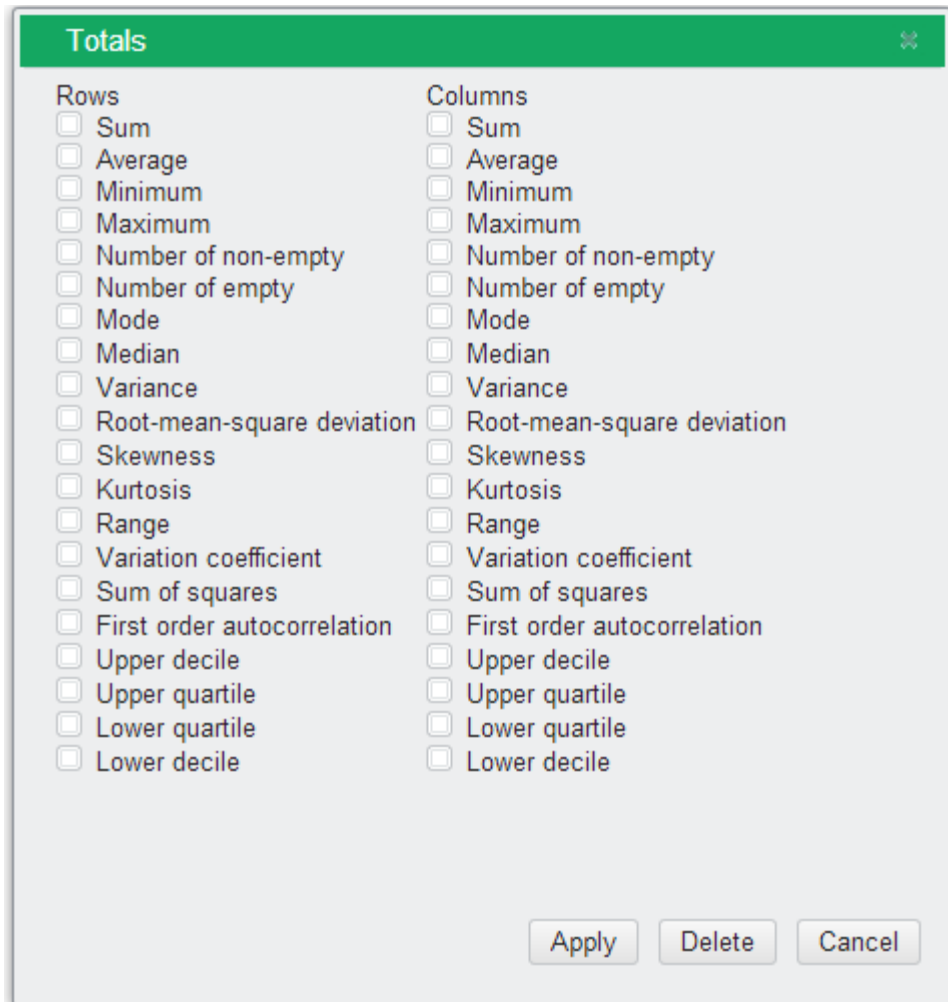 Totals
Rows Columns
Sum Sum
Average Average
Minimum Minimum
Maximum Maximum
Number of non-empty Number of non-empty
Number of empty Number of empty
Mode Mode
Median Median
Variance Variance
Root-mean-square deviation Root-mean-square deviation
Skewness Skewness
Kurtosis Kurtosis
Range Range
Variation coefficient Variation coefficient
Sum of squares Sum of squares
First order autocorrelation First order autocorrelation
Upper decile Upper decile
Upper quartile Upper quartile
Lower quartile Lower quartile
Lower decile Lower decile
Apply Delete Cancel